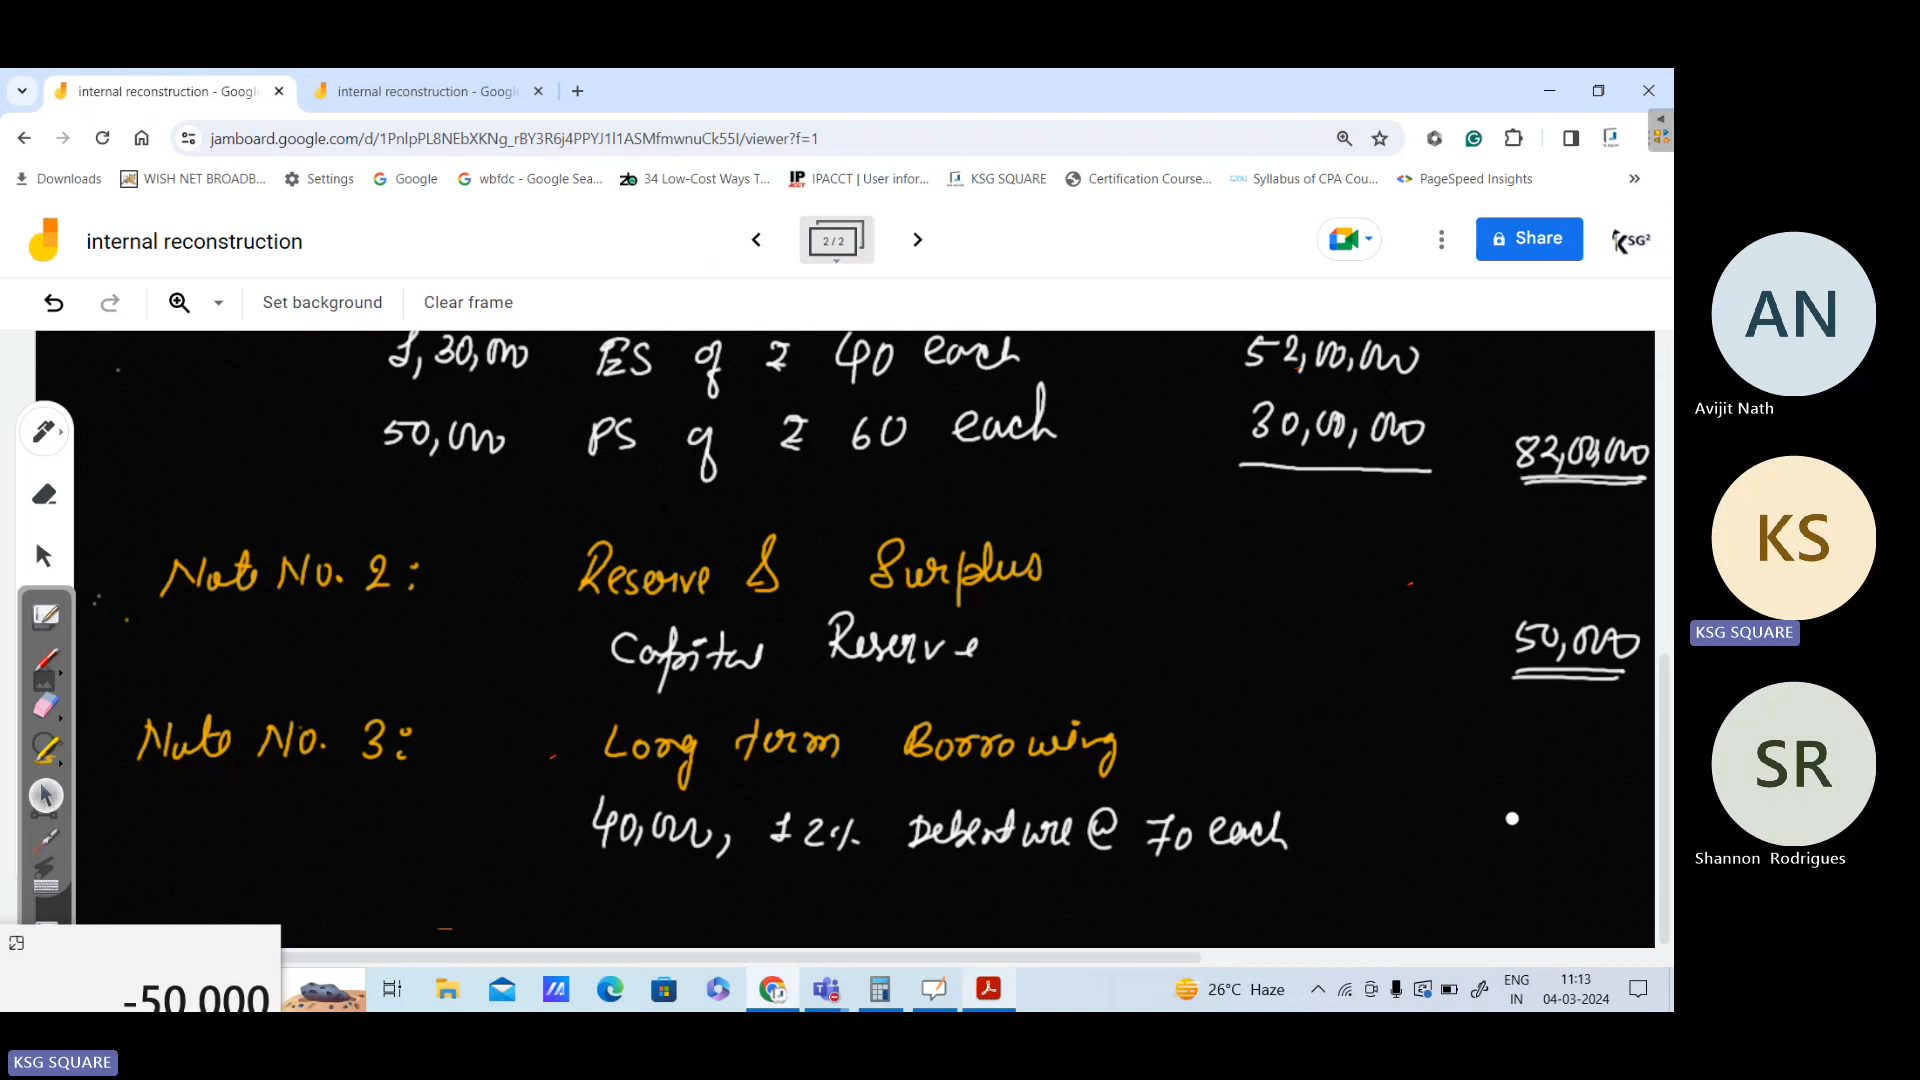 internal reconstruction - Googl
internal reconstruction - Googl
jamboard.google.com/d/1PnlpPL8NEbXKNg_rBY3R6j4PPYJ1l1ASMfmwnuCk55I/viewer?f=1
Downloads
WISH NET BROADB...
Settings
Google
wbfdc - Google Sea...
34 Low-Cost Ways T...
IPACCT | User infor...
KSG SQUARE
Certification Course...
Syllabus of CPA Cou...
PageSpeed Insights
internal reconstruction
2/2
Share
KSG²
Set background
Clear frame
1,30,000 ES of ₹ 40 each 52,00,000
50,000 PS of ₹ 60 each 30,00,000 82,00,000
Note No. 2: Reserve & Surplus
Capital Reserve 50,000
Note No. 3: Long term Borrowing
40,000, 12% Debenture @ 70 each
-50,000
26°C Haze
ENG
IN
11:13
04-03-2024
AN
Avijit Nath
KS
KSG SQUARE
SR
Shannon Rodrigues
KSG SQUARE